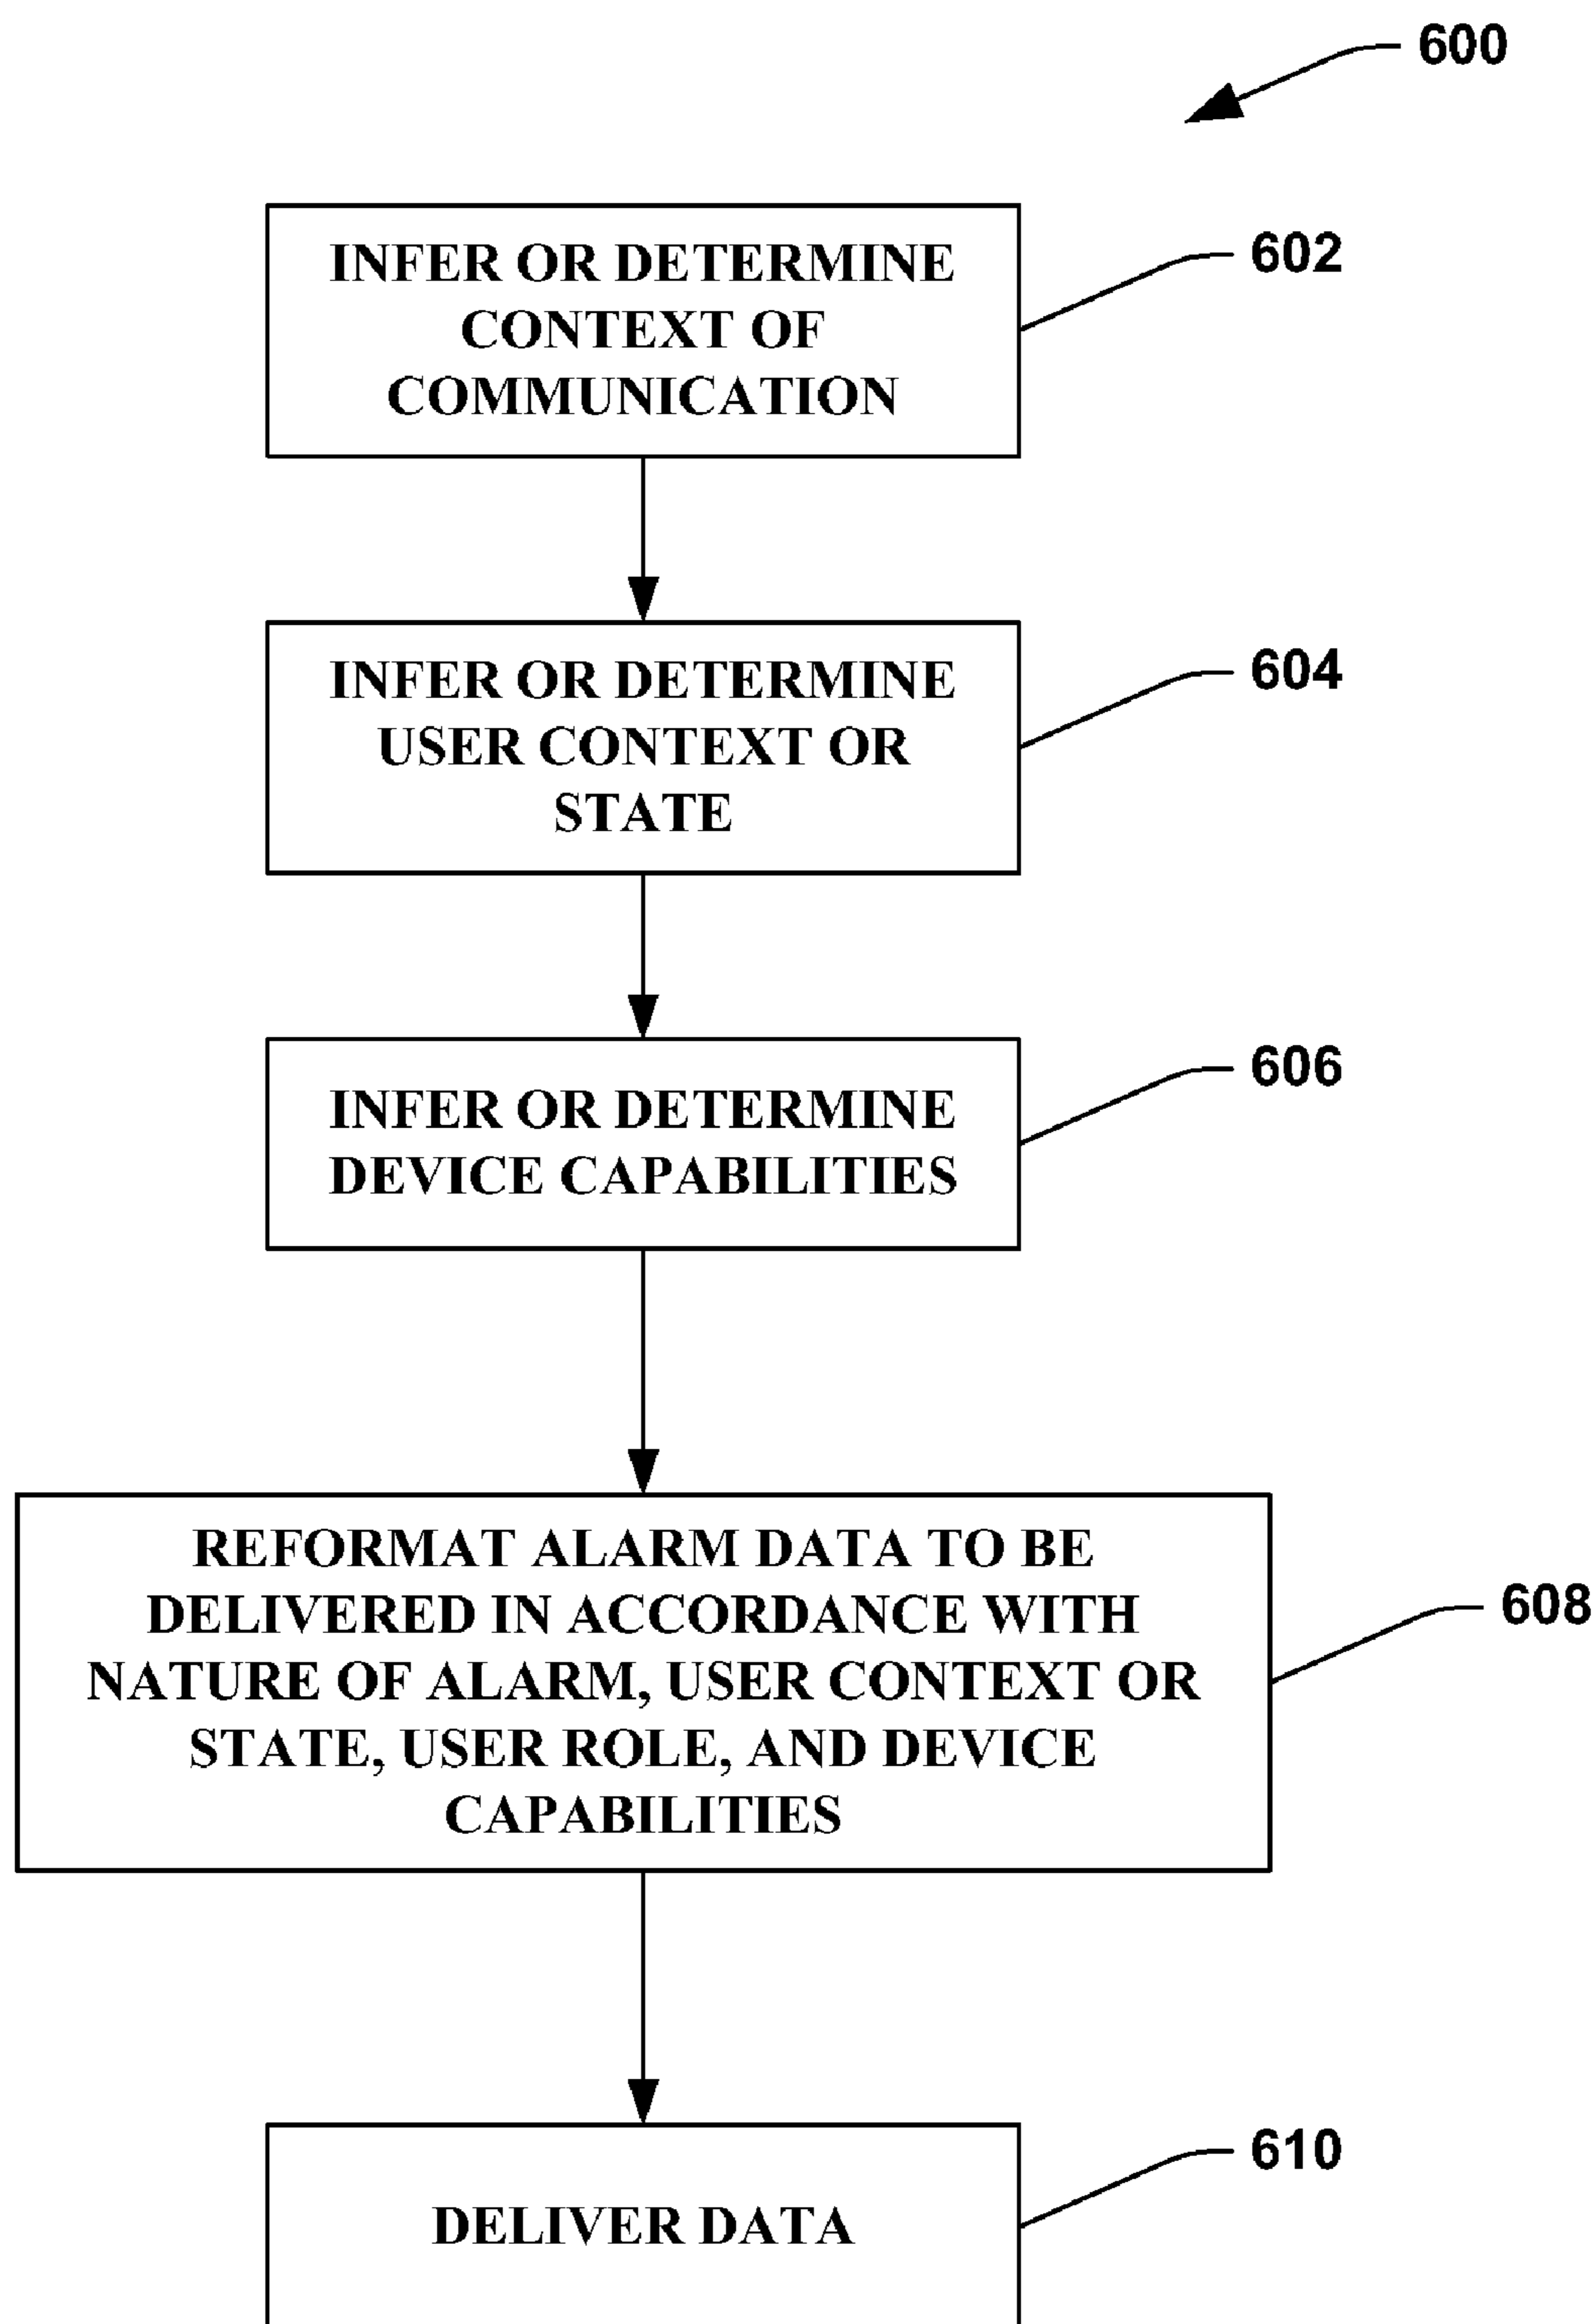 600
INFER OR DETERMINE
CONTEXT OF
COMMUNICATION
602
INFER OR DETERMINE
USER CONTEXT OR
STATE
604
INFER OR DETERMINE
DEVICE CAPABILITIES
606
REFORMAT ALARM DATA TO BE
DELIVERED IN ACCORDANCE WITH
NATURE OF ALARM, USER CONTEXT OR
STATE, USER ROLE, AND DEVICE
CAPABILITIES
608
DELIVER DATA
610